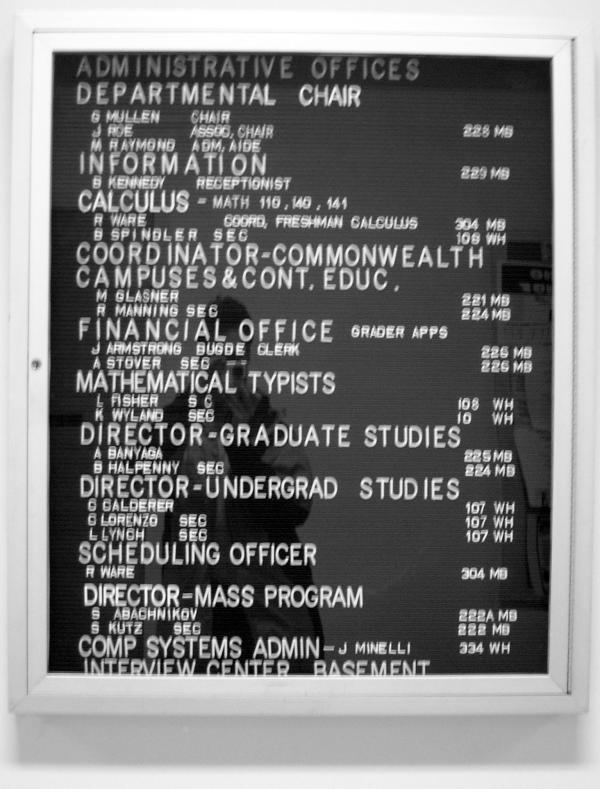 ADMINISTRATIVE OFFICES
DEPARTMENTAL CHAIR
G MULLEN CHAIR
J ROE ASSOC, CHAIR 228 MB
M RAYMOND ADM, AIDE
INFORMATION 229 MB
B KENNEDY RECEPTIONIST
CALCULUS - MATH 110, 140, 141
R WARE COORD, FRESHMAN CALCULUS 304 MB
B SPINDLER SEC 108 WH
COORDINATOR-COMMONWEALTH
CAMPUSES & CONT. EDUC.
M GLASNER 221 MB
R MANNING SEC 224 MB
FINANCIAL OFFICE GRADER APPS
J ARMSTRONG BUGDE CLERK 226 MB
A STOVER SEC -- 226 MB
MATHEMATICAL TYPISTS
L FISHER S C 108 WH
K WYLAND SEC 10 WH
DIRECTOR-GRADUATE STUDIES
A BANYAGA 225 MB
B HALPENNY SEC 224 MB
DIRECTOR-UNDERGRAD STUDIES
G CALDERER 107 WH
C LORENZO SEC 107 WH
L LYNCH SEC 107 WH
SCHEDULING OFFICER
R WARE 304 MB
DIRECTOR-MASS PROGRAM
S ABACHNIKOV 222A MB
S KUTZ SEC 222 MB
COMP SYSTEMS ADMIN-J MINELLI 334 WH
INTERVIEW CENTER BASEMENT